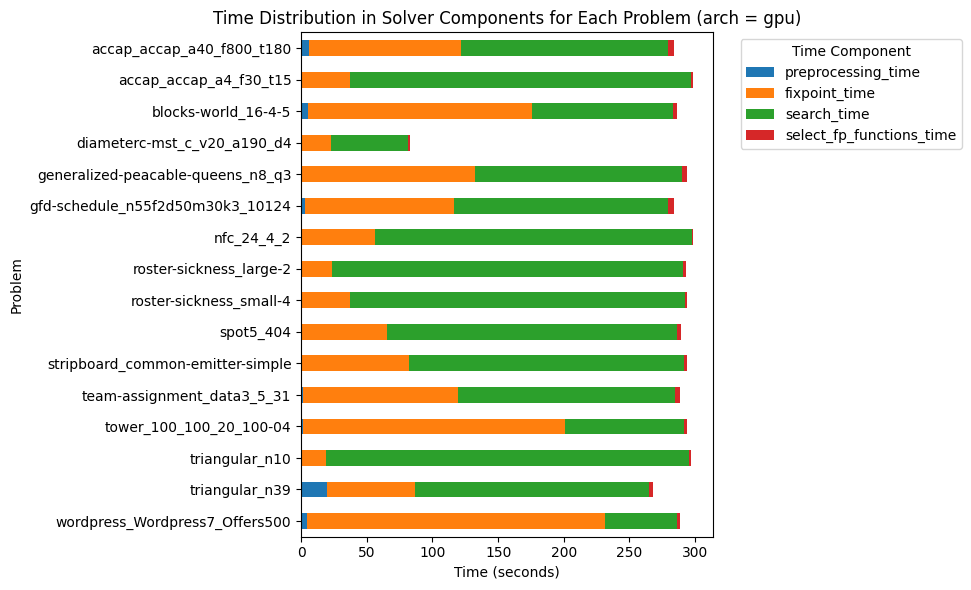 Time Distribution in Solver Components for Each Problem (arch = gpu)
Problem
accap_accap_a40_f800_t180
accap_accap_a4_f30_t15
blocks-world_16-4-5
diameterc-mst_c_v20_a190_d4
generalized-peacable-queens_n8_q3
gfd-schedule_n55f2d50m30k3_10124
nfc_24_4_2
roster-sickness_large-2
roster-sickness_small-4
spot5_404
stripboard_common-emitter-simple
team-assignment_data3_5_31
tower_100_100_20_100-04
triangular_n10
triangular_n39
wordpress_Wordpress7_Offers500
0 50 100 150 200 250 300
Time (seconds)
Time Component
preprocessing_time
fixpoint_time
search_time
select_fp_functions_time